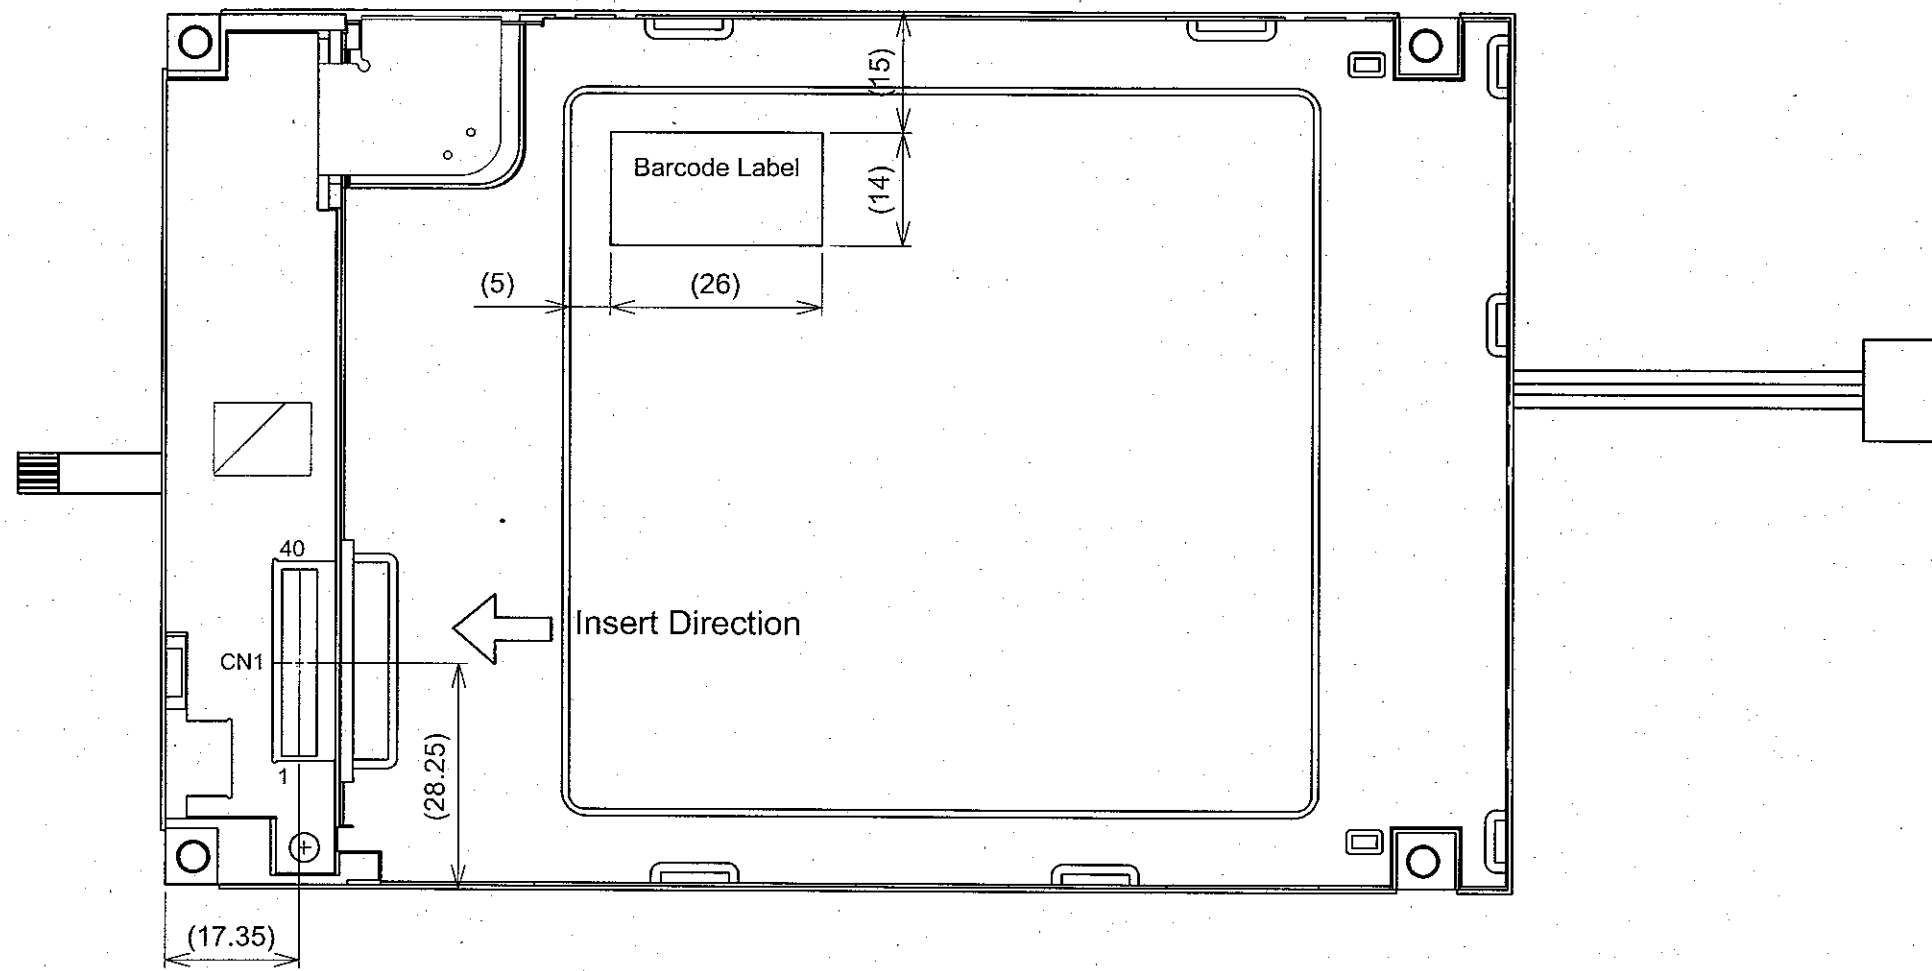 (15)
Barcode Label
(14)
(5)
(26)
40
Insert Direction
CN1
(28.25)
1
(17.35)